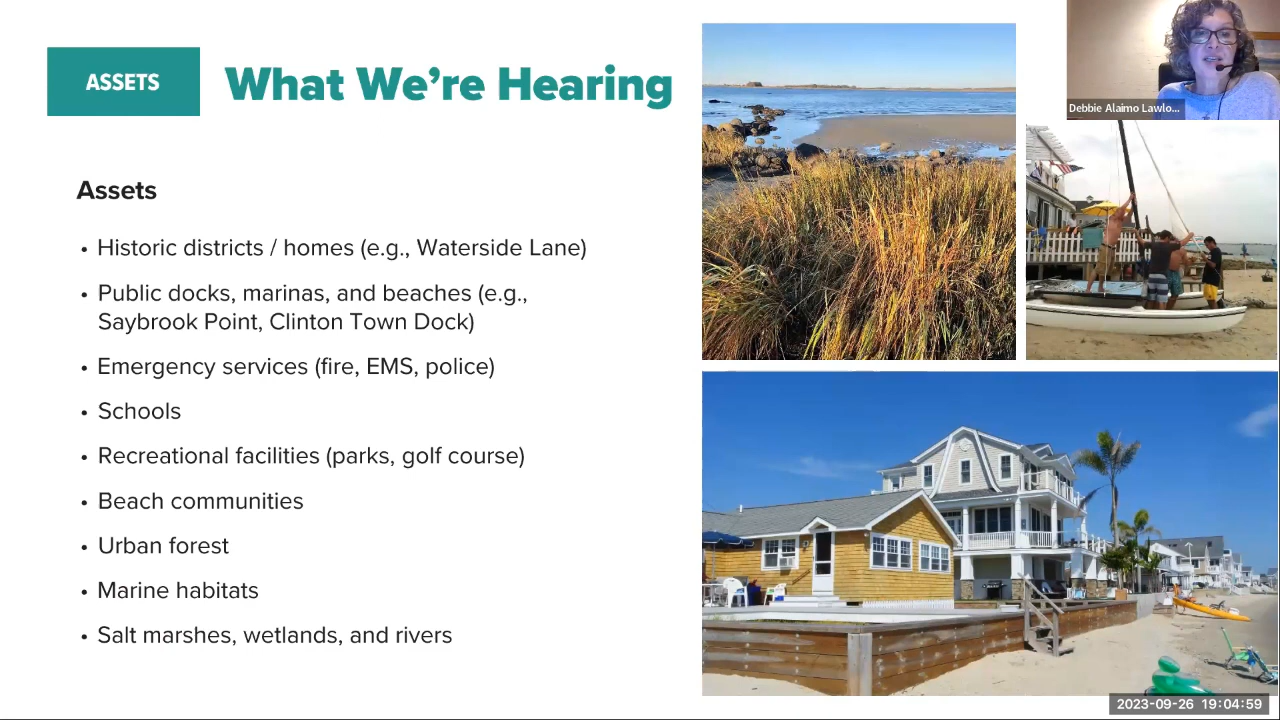 ASSETS
What We're Hearing
Debbie Alaimo Lawlo...
Assets
• Historic districts / homes (e.g., Waterside Lane)
• Public docks, marinas, and beaches (e.g.,
Saybrook Point, Clinton Town Dock)
• Emergency services (fire, EMS, police)
• Schools
• Recreational facilities (parks, golf course)
• Beach communities
• Urban forest
• Marine habitats
• Salt marshes, wetlands, and rivers
2023-09-26 19:04:59